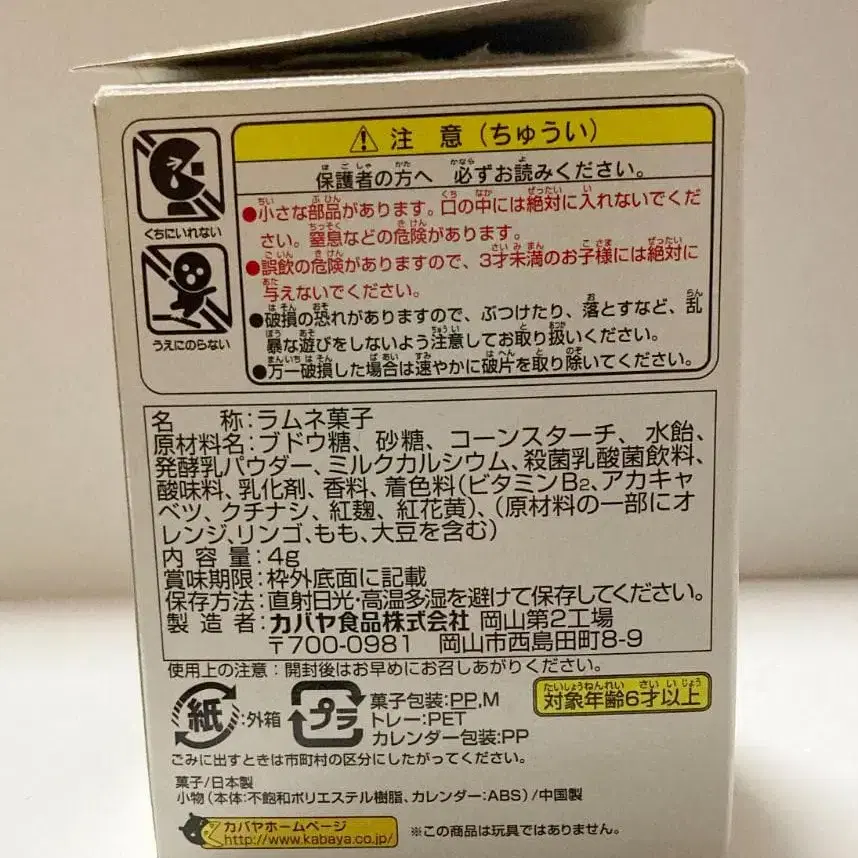 注 意(ちゅうい)
保護者の方へ 必ずお読みください。
●小さな部品があります。口の中には絶対に入れないでくだ
さい。窒息などの危険があります。
●誤飲の危険がありますので、3才未満のお子様には絶対に
与えないでください。
●破損の恐れがありますので、ぶつけたり、落とすなど、乱
暴な遊びをしないよう注意してお取り扱いください。
●万一破損した場合は速やかに破片を取り除いてください。
くちにいれない
うえにのらない
名 称:ラムネ菓子
原材料名:ブドウ糖、砂糖、コーンスターチ、水飴、
発酵乳パウダー、ミルクカルシウム、殺菌乳酸菌飲料、
酸味料、乳化剤、香料、着色料(ビタミンB2、アカキャ
ベツ、クチナシ、紅麹、紅花黄)、(原材料の一部にオ
レンジ、リンゴ、もも、大豆を含む)
内 容 量:4g
賞味期限:枠外底面に記載
保存方法:直射日光・高温多湿を避けて保存してください。
製 造 者:カバヤ食品株式会社 岡山第2工場
〒700-0981 岡山市西島田町8-9
使用上の注意:開封後はお早めにお召しあがりください。
紙:外箱
プラ
菓子包装:PP,M
トレー:PET
カレンダー包装:PP
たいしょうねんれい さい いじょう
対象年齢6才以上
ごみに出すときは市町村の区分にしたがってください。
菓子/日本製
小物(本体:不飽和ポリエステル樹脂、カレンダー:ABS)/中国製
カバヤホームページ
http://www.kabaya.co.jp/
※この商品は玩具ではありません。